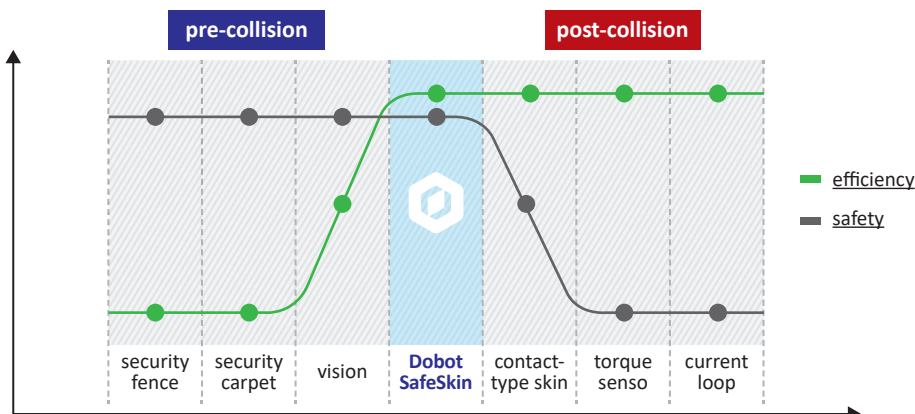 pre-collision
post-collision
efficiency
safety
security
fence
security
carpet
vision
Dobot
SafeSkin
contact-
type skin
torque
senso
current
loop